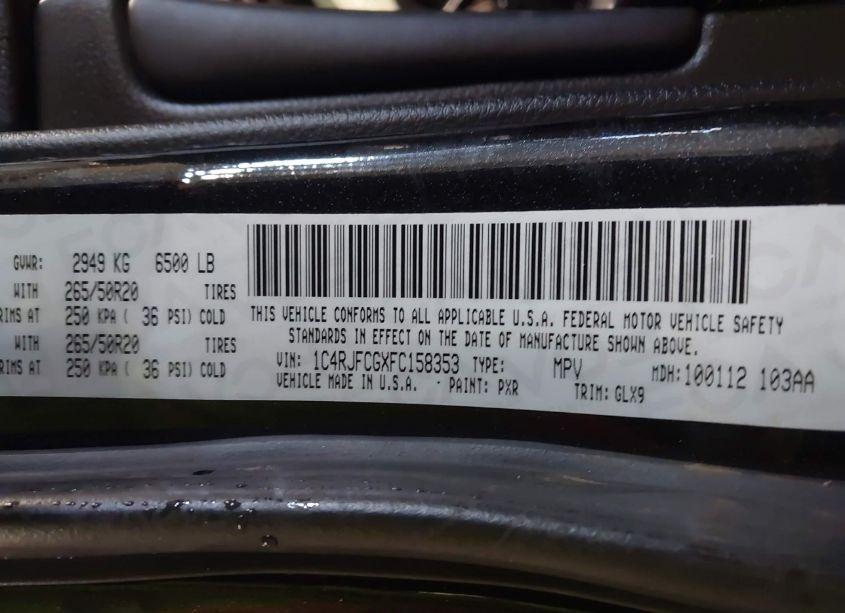 GVWR: 2949 KG 6500 LB
WITH 265/50R20 TIRES
RIMS AT 250 KPA ( 36 PSI) COLD
WITH 265/50R20 TIRES
RIMS AT 250 KPA ( 36 PSI) COLD
THIS VEHICLE CONFORMS TO ALL APPLICABLE U.S.A. FEDERAL MOTOR VEHICLE SAFETY
STANDARDS IN EFFECT ON THE DATE OF MANUFACTURE SHOWN ABOVE.
VIN: 1C4RJFCGXFC158353 TYPE: MPV MDH:100112 103AA
VEHICLE MADE IN U.S.A. PAINT: PXR TRIM: GLX9